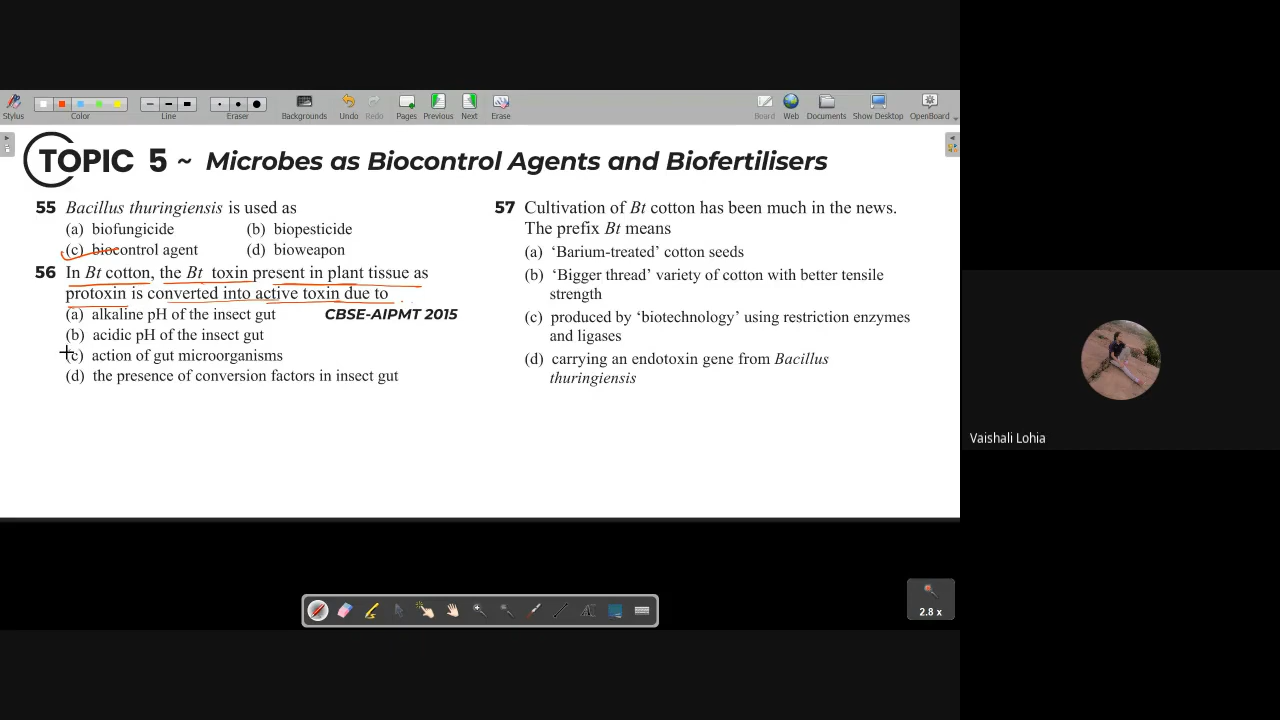 Stylus Color Line Eraser Backgrounds Undo Redo Pages Previous Next Erase Board Web Documents Show Desktop OpenBoard
TOPIC 5 ~ Microbes as Biocontrol Agents and Biofertilisers
55 Bacillus thuringiensis is used as
(a) biofungicide (b) biopesticide
(c) biocontrol agent (d) bioweapon
56 In Bt cotton, the Bt toxin present in plant tissue as
protoxin is converted into active toxin due to
(a) alkaline pH of the insect gut CBSE-AIPMT 2015
(b) acidic pH of the insect gut
(c) action of gut microorganisms
(d) the presence of conversion factors in insect gut
57 Cultivation of Bt cotton has been much in the news.
The prefix Bt means
(a) ‘Barium-treated’ cotton seeds
(b) ‘Bigger thread’ variety of cotton with better tensile
strength
(c) produced by ‘biotechnology’ using restriction enzymes
and ligases
(d) carrying an endotoxin gene from Bacillus
thuringiensis
Vaishali Lohia
2.8 x